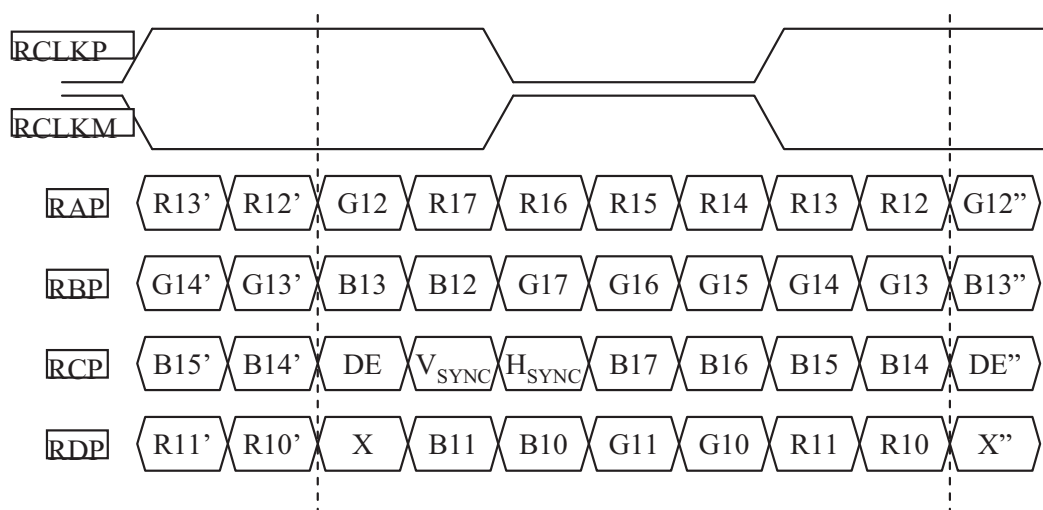 RCLKP
RCLKM
RAP R13’ R12’ G12 R17 R16 R15 R14 R13 R12 G12”
RBP G14’ G13’ B13 B12 G17 G16 G15 G14 G13 B13”
RCP B15’ B14’ DE VSYNC HSYNC B17 B16 B15 B14 DE”
RDP R11’ R10’ X B11 B10 G11 G10 R11 R10 X”